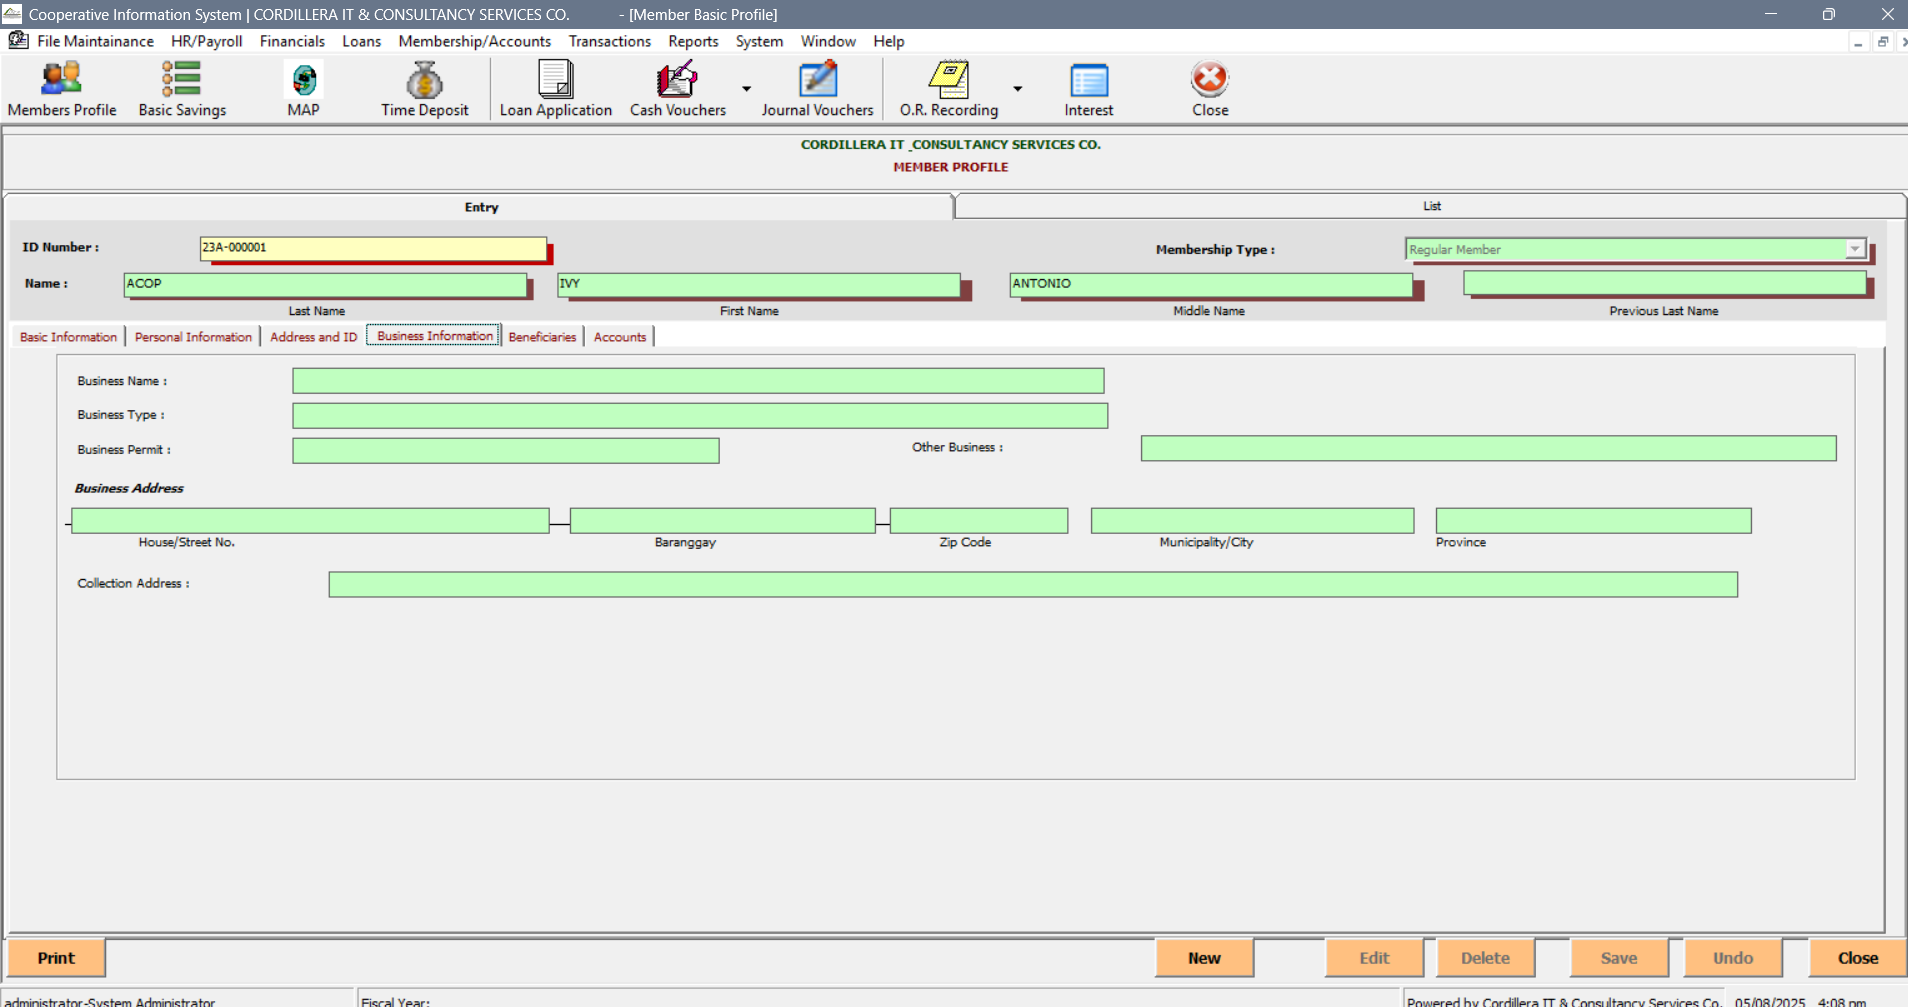 Cooperative Information System | CORDILLERA IT & CONSULTANCY SERVICES CO. - [Member Basic Profile]
File Maintainance HR/Payroll Financials Loans Membership/Accounts Transactions Reports System Window Help
Members Profile Basic Savings MAP Time Deposit Loan Application Cash Vouchers Journal Vouchers O.R. Recording Interest Close
CORDILLERA IT _CONSULTANCY SERVICES CO.
MEMBER PROFILE
Entry List
ID Number : 23A-000001 Membership Type : Regular Member
Name : ACOP IVY ANTONIO
Last Name First Name Middle Name Previous Last Name
Basic Information Personal Information Address and ID Business Information Beneficiaries Accounts
Business Name :
Business Type :
Business Permit : Other Business :
Business Address
House/Street No. Baranggay Zip Code Municipality/City Province
Collection Address :
Print New Edit Delete Save Undo Close
administrator-System Administrator Fiscal Year: Powered by Cordillera IT & Consultancy Services Co. 05/08/2025 4:08 pm